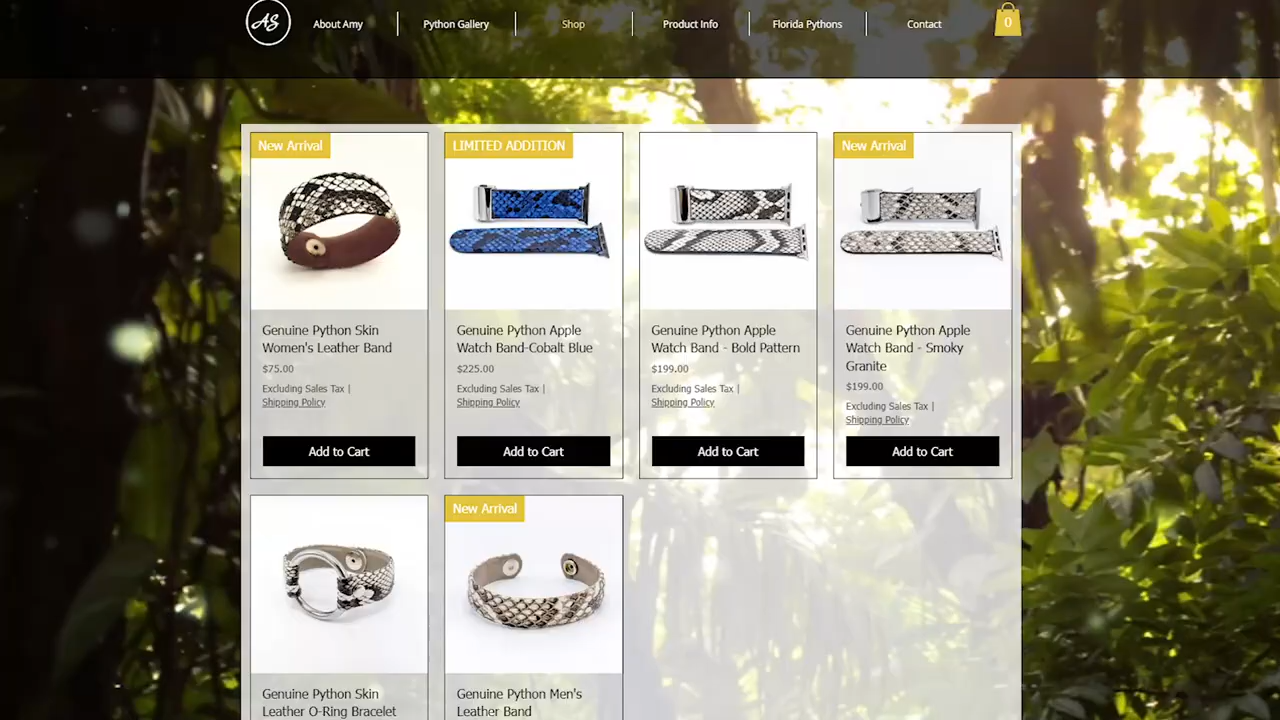 AS
About Amy
Python Gallery
Shop
Product Info
Florida Pythons
Contact
0
New Arrival
LIMITED ADDITION
New Arrival
Genuine Python Skin
Women's Leather Band
$75.00
Excluding Sales Tax |
Shipping Policy
Add to Cart
Genuine Python Apple
Watch Band-Cobalt Blue
$225.00
Excluding Sales Tax |
Shipping Policy
Add to Cart
Genuine Python Apple
Watch Band - Bold Pattern
$199.00
Excluding Sales Tax |
Shipping Policy
Add to Cart
Genuine Python Apple
Watch Band - Smoky
Granite
$199.00
Excluding Sales Tax |
Shipping Policy
Add to Cart
New Arrival
Genuine Python Skin
Leather O-Ring Bracelet
Genuine Python Men's
Leather Band